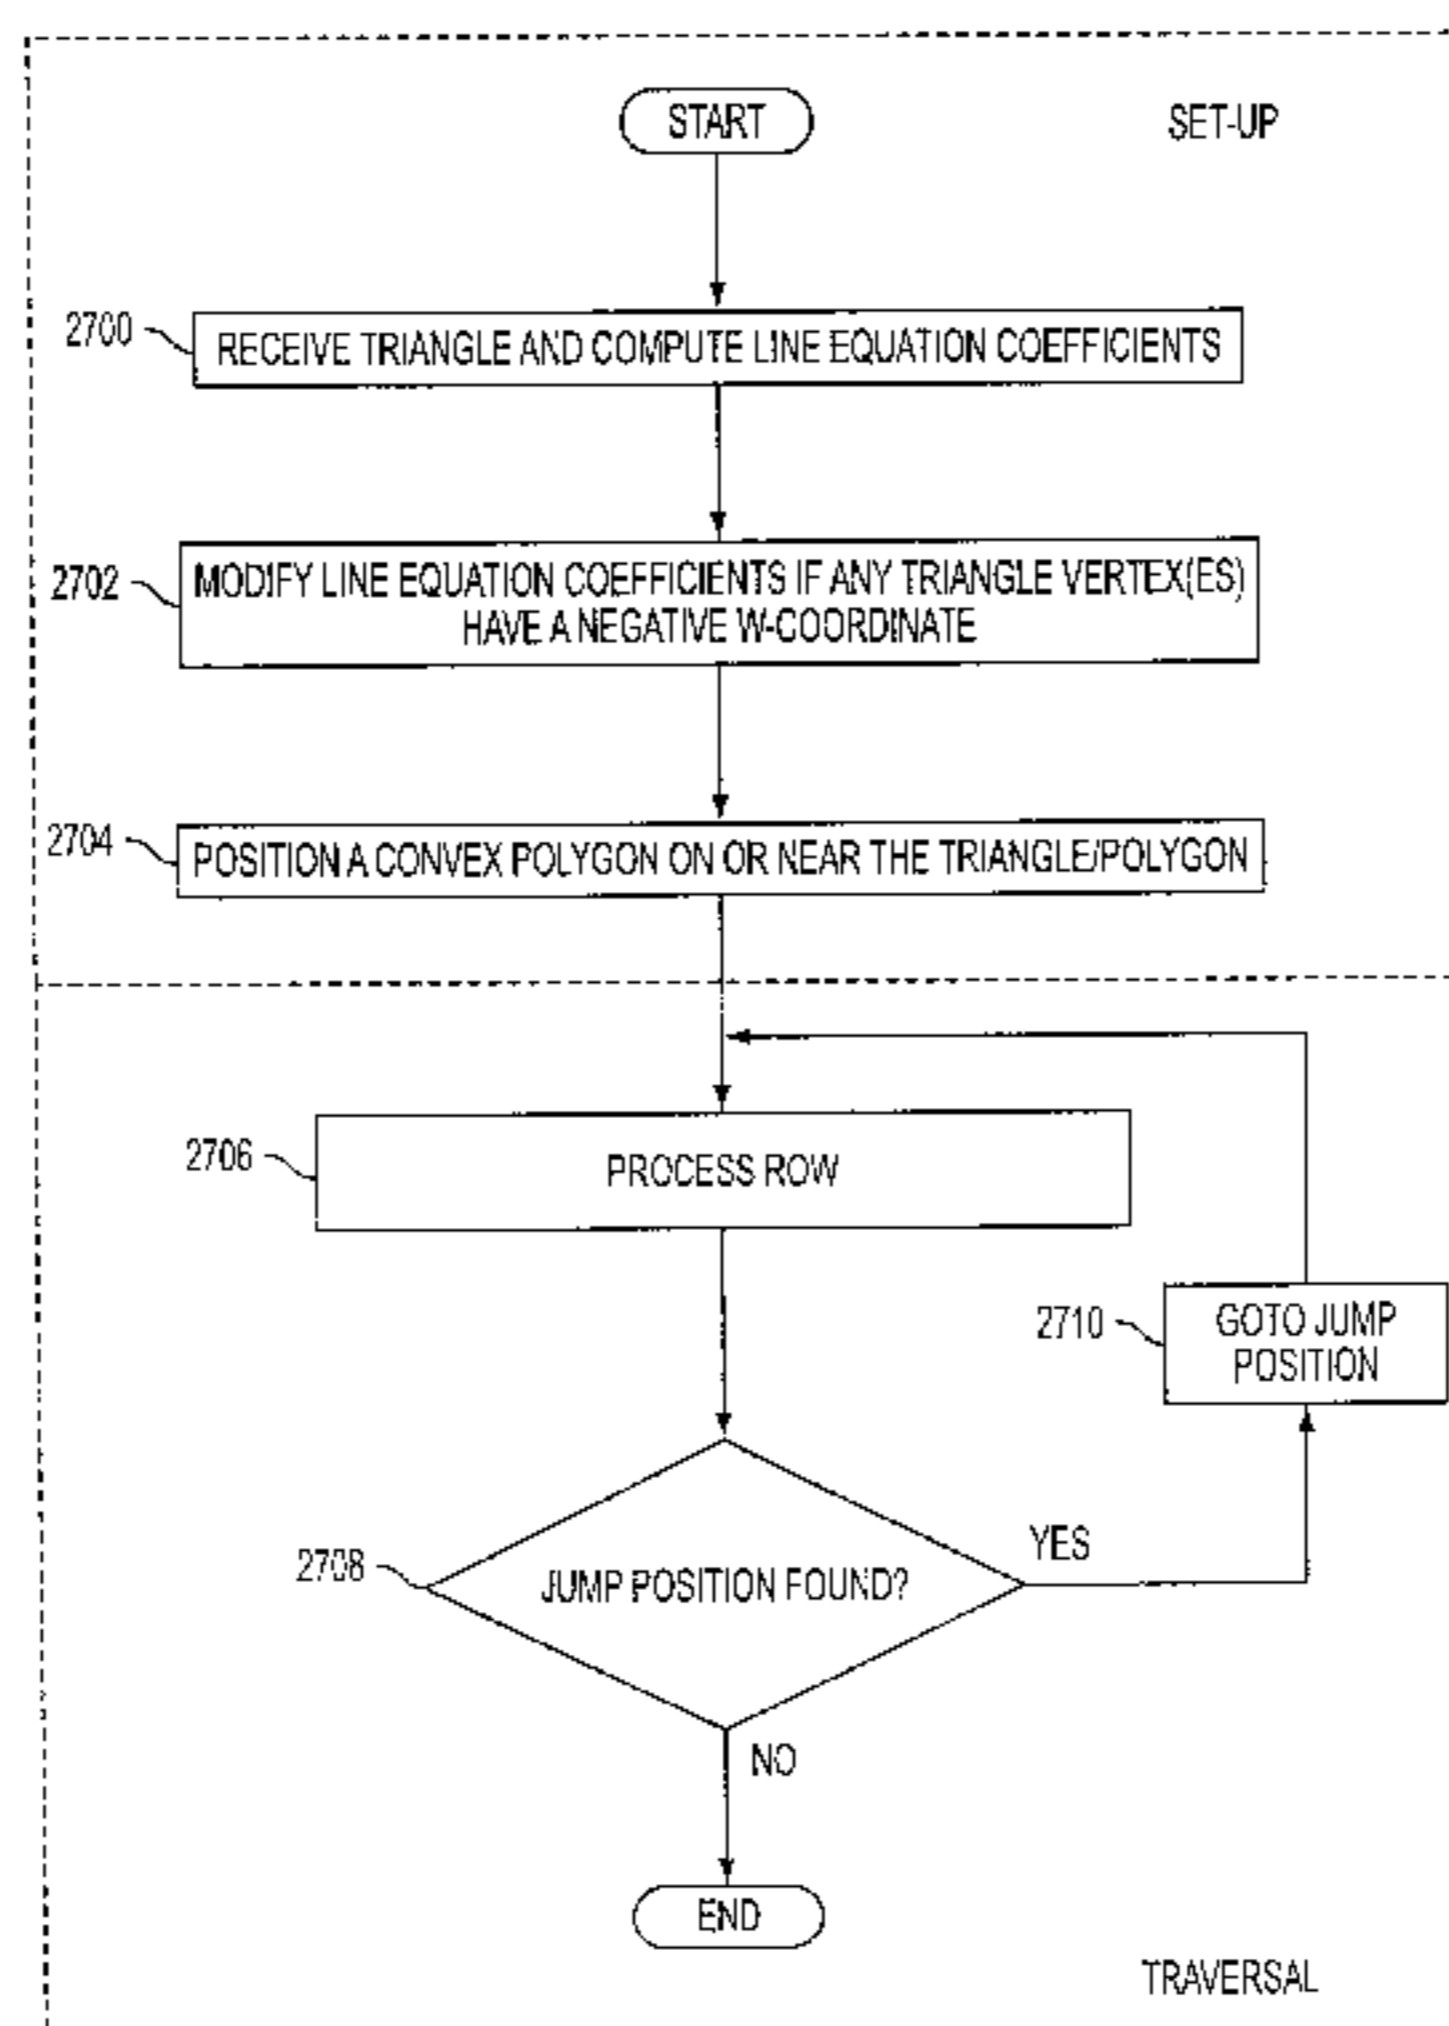 START
SET-UP
2700
RECEIVE TRIANGLE AND COMPUTE LINE EQUATION COEFFICIENTS
2702
MODIFY LINE EQUATION COEFFICIENTS IF ANY TRIANGLE VERTEX(ES)
HAVE A NEGATIVE W-COORDINATE
2704
POSITION A CONVEX POLYGON ON OR NEAR THE TRIANGLE/POLYGON
2706
PROCESS ROW
2710
GOTO JUMP
POSITION
2708
JUMP POSITION FOUND?
YES
NO
END
TRAVERSAL